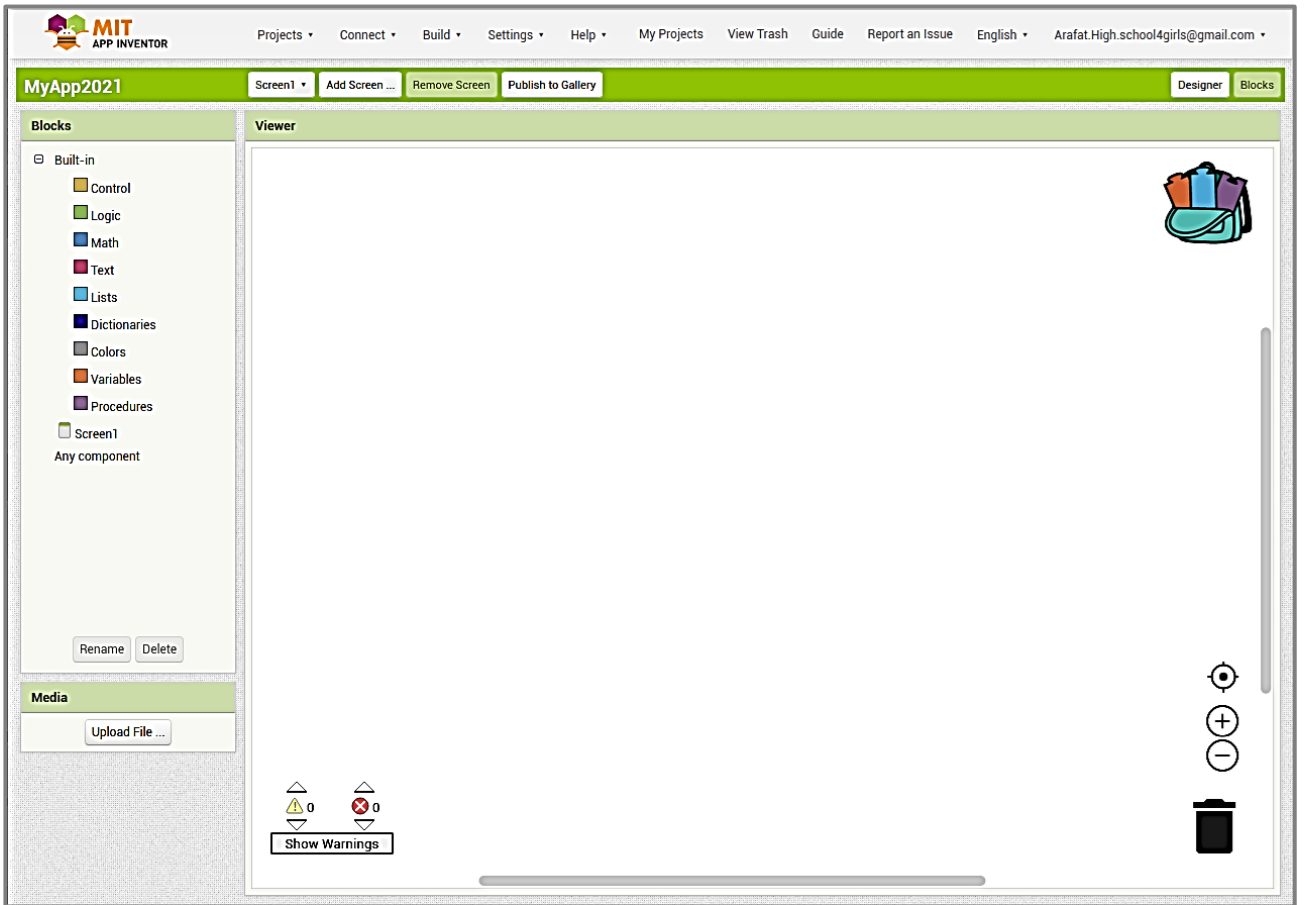 MIT
APP INVENTOR
Projects Connect Build Settings Help My Projects View Trash Guide Report an Issue English Arafat.High.school4girls@gmail.com
MyApp2021 Screen1 Add Screen ... Remove Screen Publish to Gallery Designer Blocks
Blocks
Viewer
Built-in
Control
Logic
Math
Text
Lists
Dictionaries
Colors
Variables
Procedures
Screen1
Any component
Rename Delete
Media
Upload File ...
0 0
Show Warnings